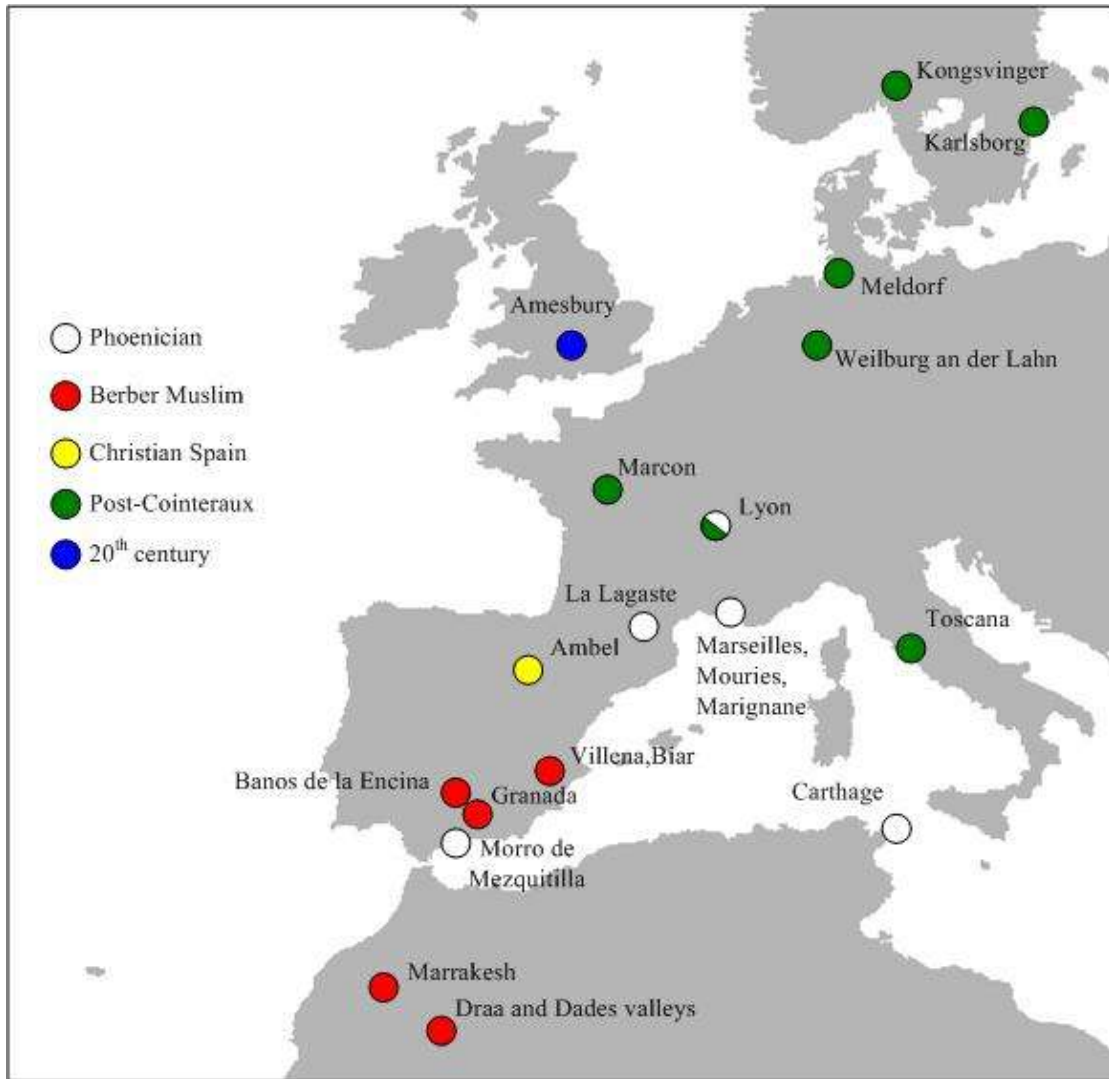 Kongsvinger
Karlsborg
Meldorf
Amesbury
Weilburg an der Lahn
Phoenician
Berber Muslim
Christian Spain
Post-Cointeraux
20th century
Marcon
Lyon
La Lagaste
Toscana
Ambel
Marseilles,
Mouries,
Marignane
Villena,Biar
Banos de la Encina
Granada
Carthage
Morro de
Mezquitilla
Marrakesh
Draa and Dades valleys